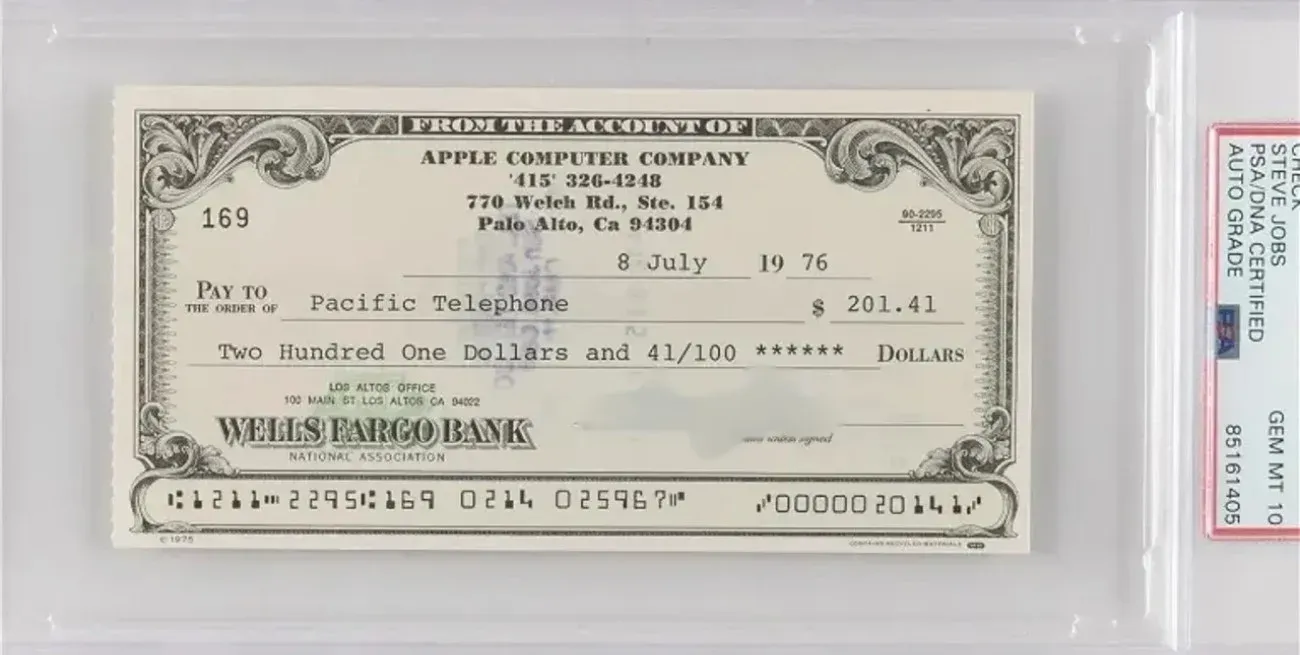 FROM THE ACCOUNT OF
APPLE COMPUTER COMPANY
'415' 326-4248
770 Welch Rd., Ste. 154
Palo Alto, Ca 94304
169
90-2295
1211
8 July 19 76
PAY TO
THE ORDER OF Pacific Telephone $ 201.41
Two Hundred One Dollars and 41/100 ****** DOLLARS
LOS ALTOS OFFICE
100 MAIN ST LOS ALTOS CA 94022
WELLS FARGO BANK
NATIONAL ASSOCIATION
signed
⑆1211⑉2295⑆169 0214 025967⑈ ⑇0000020141⑇
© 1975
CONTAINS RECYCLED MATERIALS
CHECK
STEVE JOBS
PSA/DNA CERTIFIED
AUTO GRADE
GEM MT 10
85161405
PSA